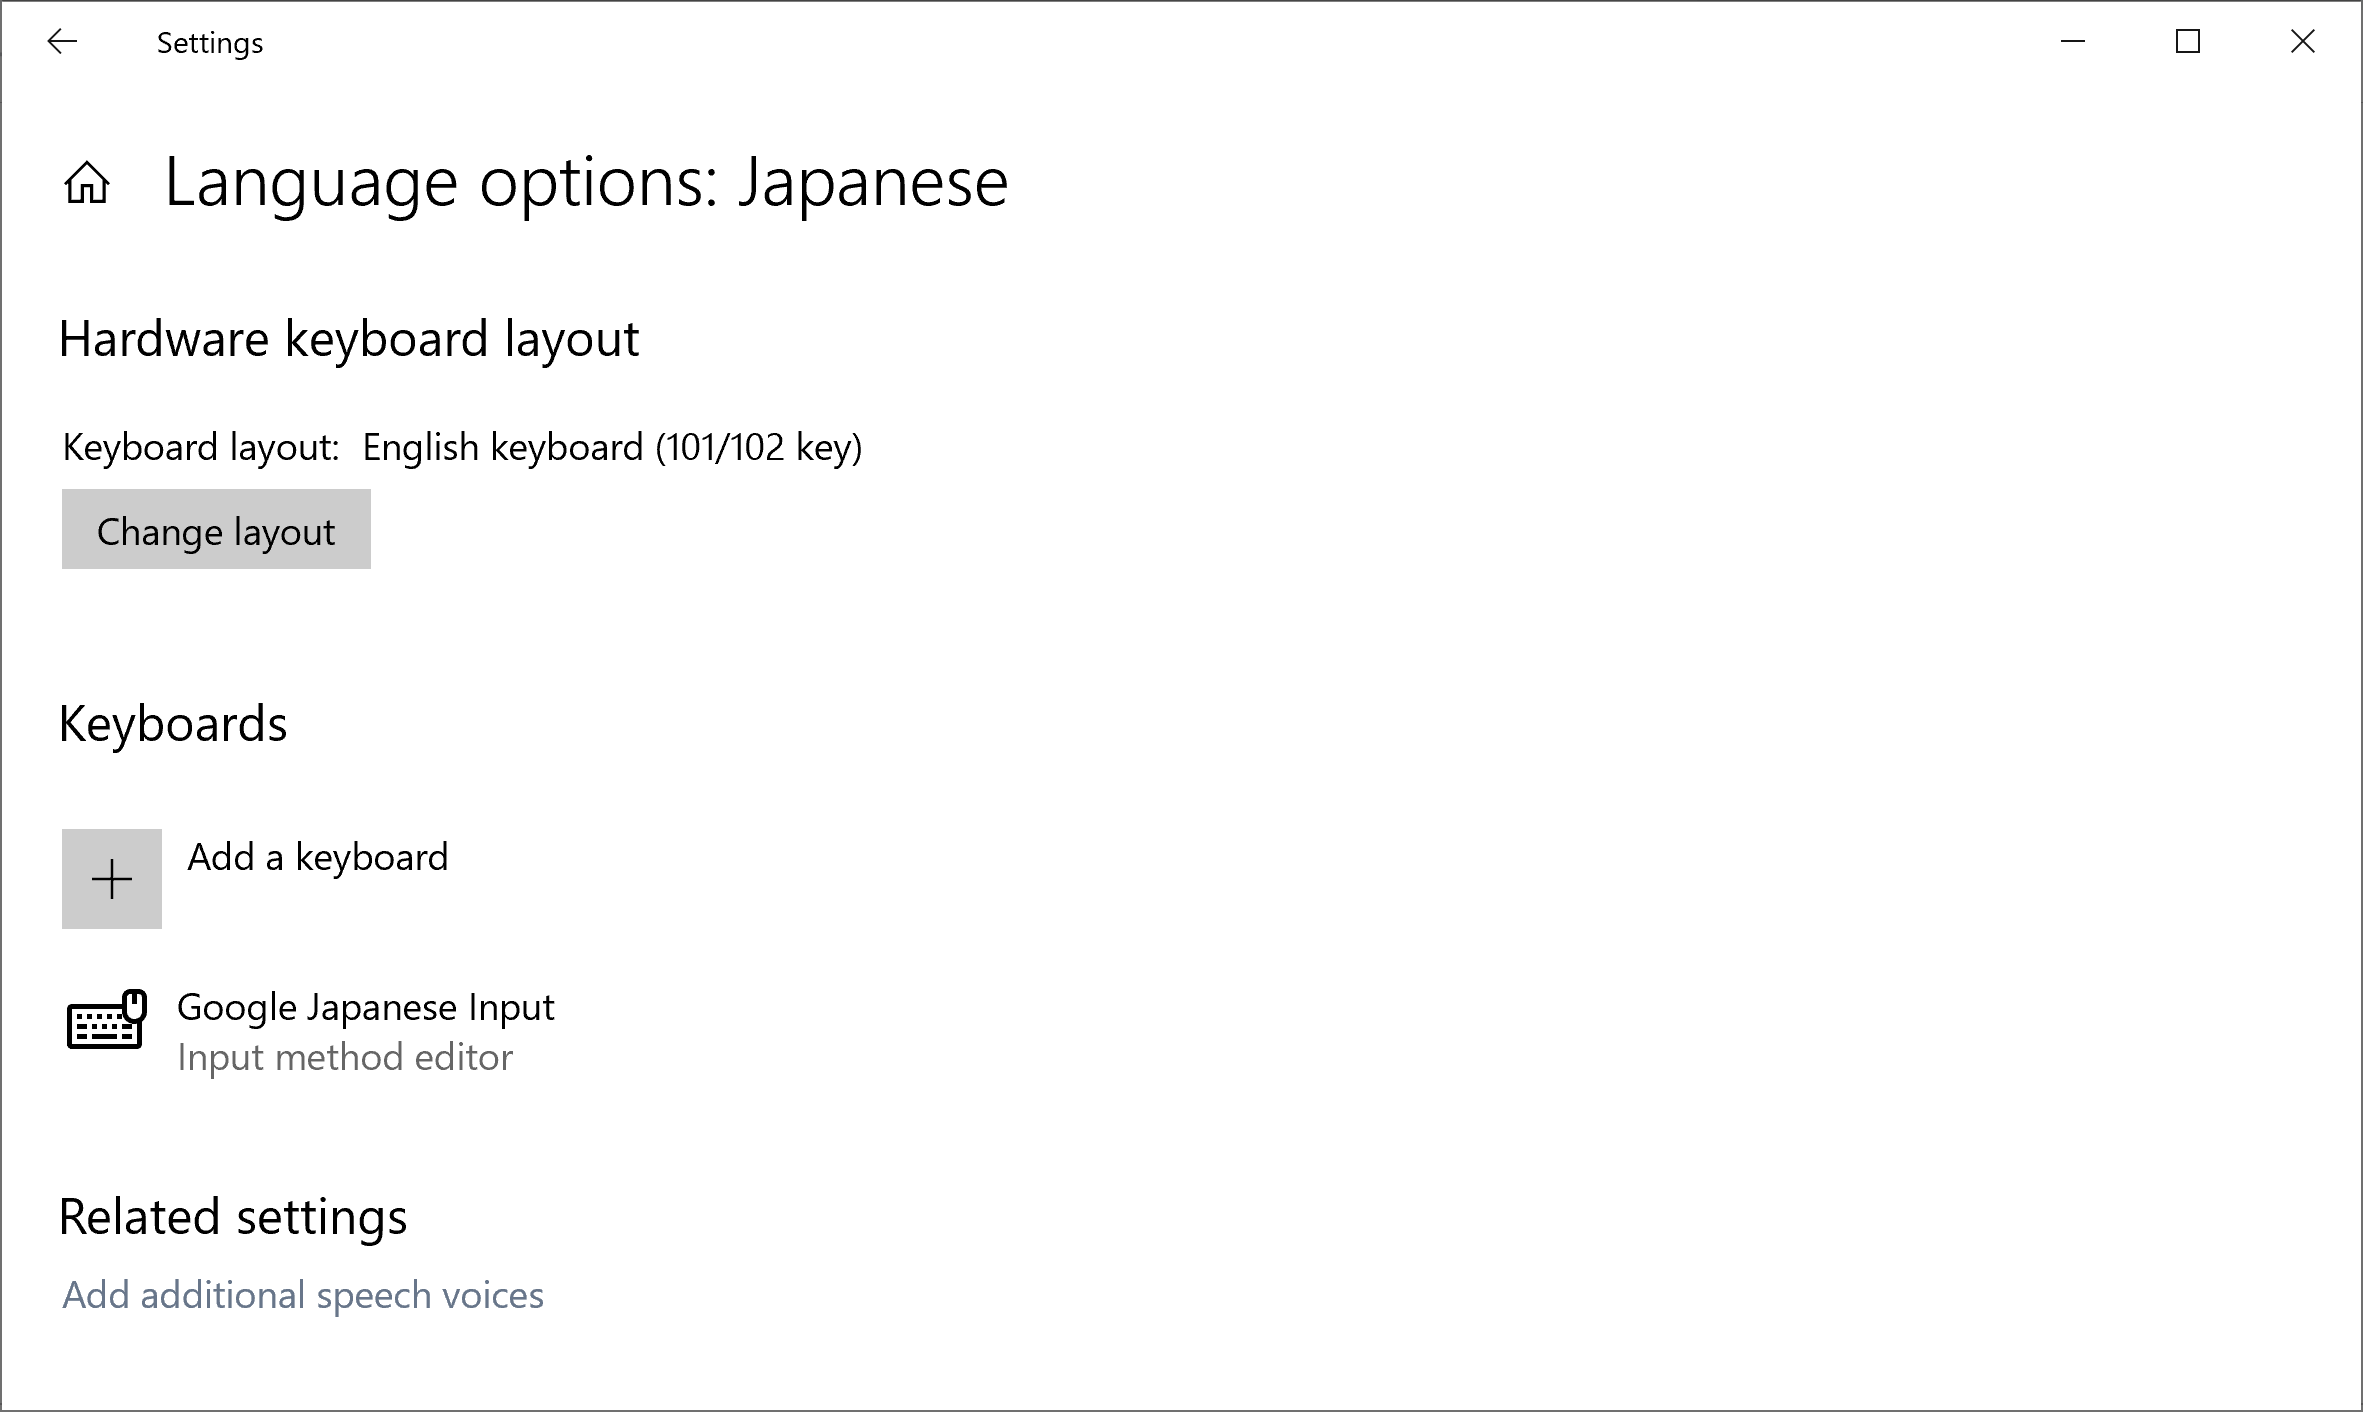 Settings
Language options: Japanese
Hardware keyboard layout
Keyboard layout: English keyboard (101/102 key)
Change layout
Keyboards
Add a keyboard
Google Japanese Input
Input method editor
Related settings
Add additional speech voices